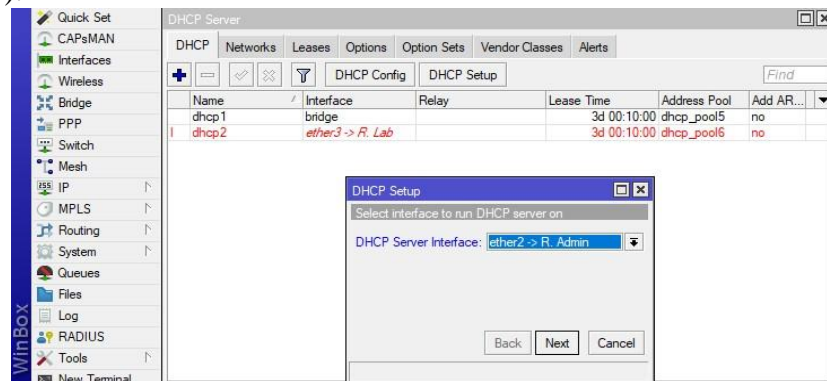 ).
Quick Set
CAPsMAN
Interfaces
Wireless
Bridge
PPP
Switch
Mesh
IP
MPLS
Routing
System
Queues
Files
Log
RADIUS
Tools
New Terminal
WinBox
DHCP Server
DHCP Networks Leases Options Option Sets Vendor Classes Alerts
DHCP Config DHCP Setup Find
Name / Interface Relay Lease Time Address Pool Add AR...
dhcp1 bridge 3d 00:10:00 dhcp_pool5 no
I dhcp2 ether3 -> R. Lab 3d 00:10:00 dhcp_pool6 no
DHCP Setup
Select interface to run DHCP server on
DHCP Server Interface: ether2 -> R. Admin
Back Next Cancel